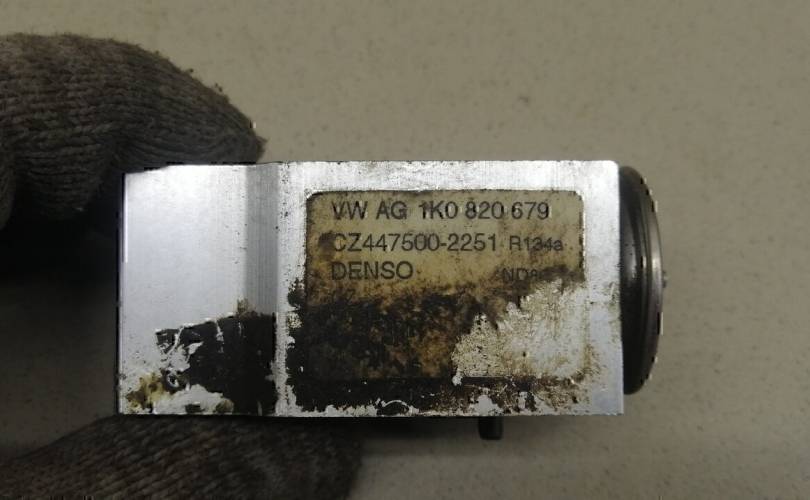 VW AG 1K0 820 679
CZ447500-2251 R134a
DENSO